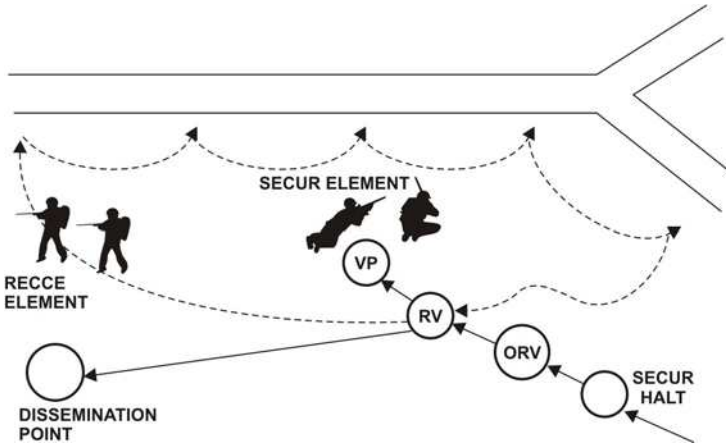 SECUR ELEMENT
VP
RECCE
ELEMENT
RV
ORV
SECUR
HALT
DISSEMINATION
POINT